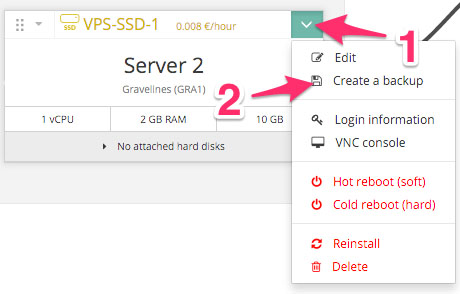 SSD VPS-SSD-1 0.008 €/hour
1
Server 2
Gravelines (GRA1)
1 vCPU 2 GB RAM 10 GB
No attached hard disks
2
Edit
Create a backup
Login information
VNC console
Hot reboot (soft)
Cold reboot (hard)
Reinstall
Delete